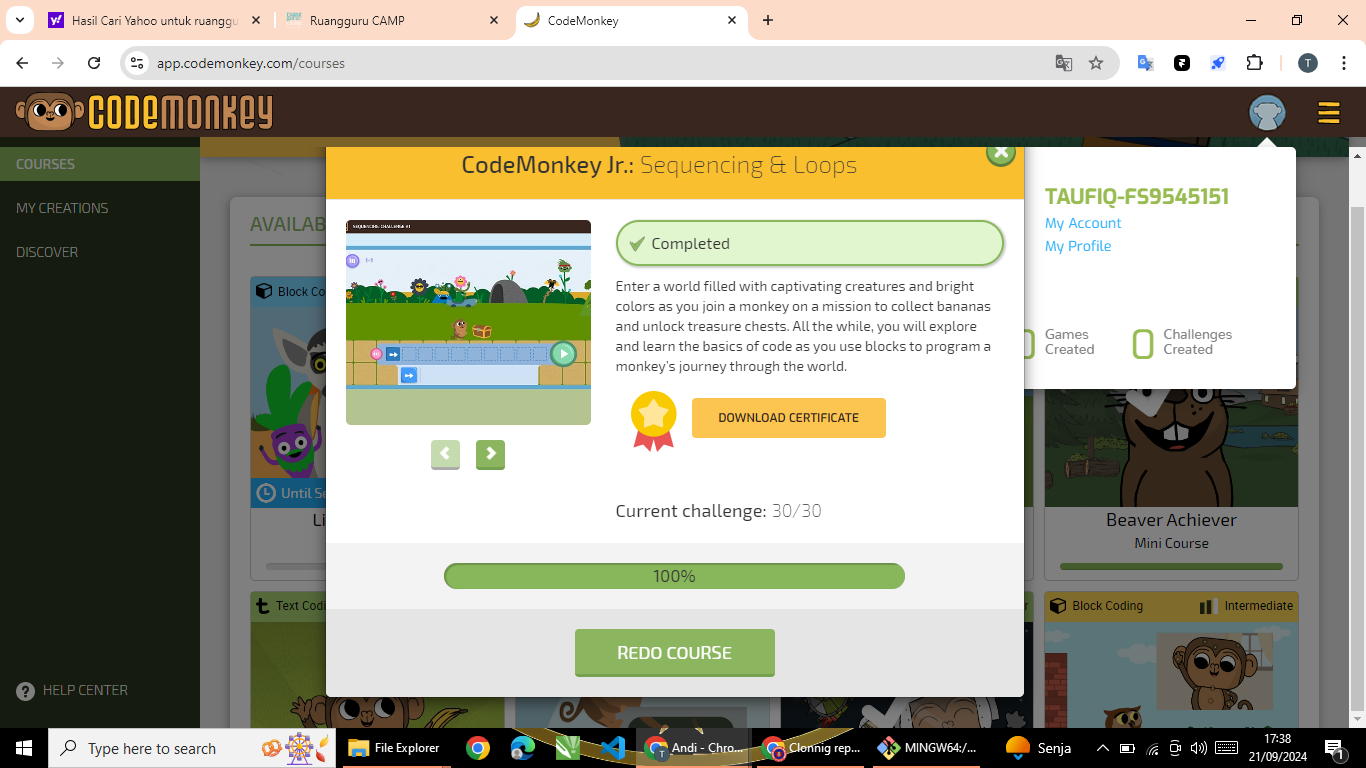 Hasil Cari Yahoo untuk ruanggu
Ruangguru CAMP
CodeMonkey
app.codemonkey.com/courses
T
CODEMONKEY
COURSES
MY CREATIONS
DISCOVER
HELP CENTER
CodeMonkey Jr.: Sequencing & Loops
SEQUENCING CHALLENGE #1
Completed
Enter a world filled with captivating creatures and bright
colors as you join a monkey on a mission to collect bananas
and unlock treasure chests. All the while, you will explore
and learn the basics of code as you use blocks to program a
monkey's journey through the world.
DOWNLOAD CERTIFICATE
Current challenge: 30/30
100%
REDO COURSE
TAUFIQ-FS9545151
My Account
My Profile
0 Games
Created
0 Challenges
Created
AVAILAB
Block Co
Until Se
Li
Beaver Achiever
Mini Course
Text Codi
Block Coding
Intermediate
Type here to search
File Explorer
Andi - Chro...
Clonnig rep...
MINGW64:/...
Senja
17:38
21/09/2024
1